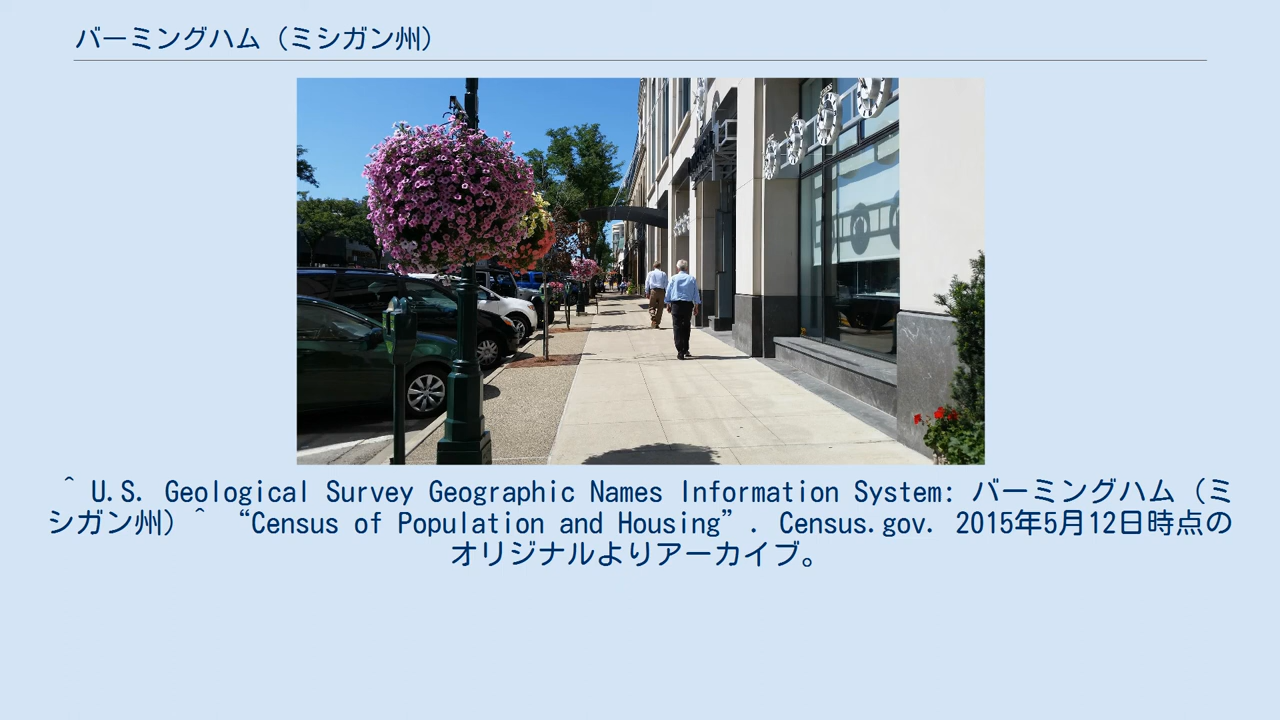 バーミングハム（ミシガン州）
^ U.S. Geological Survey Geographic Names Information System: バーミングハム（ミ
シガン州）^ “Census of Population and Housing”. Census.gov. 2015年5月12日時点の
オリジナルよりアーカイブ。